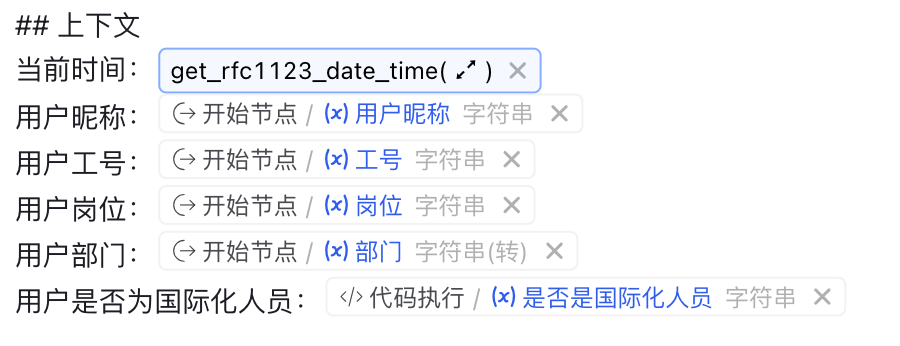 ## 上下文
当前时间： get_rfc1123_date_time( )
用户昵称： 开始节点 / (x) 用户昵称 字符串
用户工号： 开始节点 / (x) 工号 字符串
用户岗位： 开始节点 / (x) 岗位 字符串
用户部门： 开始节点 / (x) 部门 字符串(转)
用户是否为国际化人员： </> 代码执行 / (x) 是否是国际化人员 字符串